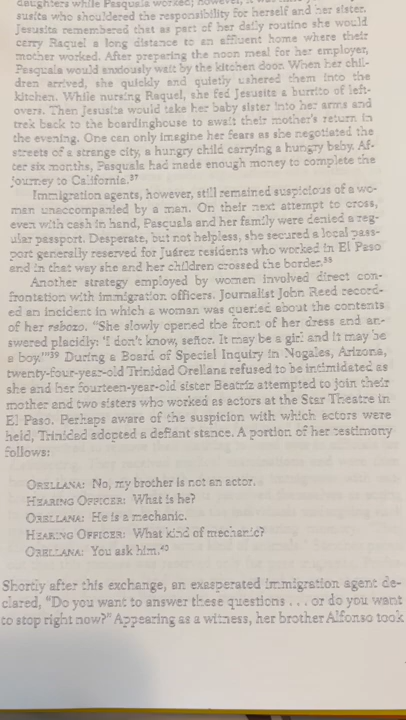 daughters while Pasquala worked; however, it was
susita who shouldered the responsibility for herself and her sister.
Jesusita remembered that as part of her daily routine she would
carry Raquel a long distance to an affluent home where their
mother worked. After preparing the noon meal for her employer,
Pasquala would anxiously wait by the kitchen door. When her chil-
dren arrived, she quickly and quietly ushered them into the
kitchen. While nursing Raquel, she fed Jesusita a burrito of left-
overs. Then Jesusita would take her baby sister into her arms and
trek back to the boardinghouse to await their mother's return in
the evening. One can only imagine her fears as she negotiated the
streets of a strange city, a hungry child carrying a hungry baby. Af-
ter six months, Pasquala had made enough money to complete the
journey to California.³⁷
Immigration agents, however, still remained suspicious of a wo-
man unaccompanied by a man. On their next attempt to cross,
even with cash in hand, Pasquala and her family were denied a reg-
ular passport. Desperate, but not helpless, she secured a local pass-
port generally reserved for Juárez residents who worked in El Paso
and in that way she and her children crossed the border.³⁸
Another strategy employed by women involved direct con-
frontation with immigration officers. Journalist John Reed record-
ed an incident in which a woman was queried about the contents
of her rebozo. "She slowly opened the front of her dress and an-
swered placidly: 'I don't know, señor. It may be a girl and it may be
a boy.'"³⁹ During a Board of Special Inquiry in Nogales, Arizona,
twenty-four-year-old Trinidad Orellana refused to be intimidated as
she and her fourteen-year-old sister Beatriz attempted to join their
mother and two sisters who worked as actors at the Star Theatre in
El Paso. Perhaps aware of the suspicion with which actors were
held, Trinidad adopted a defiant stance. A portion of her testimony
follows:
ORELLANA: No, my brother is not an actor.
HEARING OFFICER: What is he?
ORELLANA: He is a mechanic.
HEARING OFFICER: What kind of mechanic?
ORELLANA: You ask him.⁴⁰
Shortly after this exchange, an exasperated immigration agent de-
clared, "Do you want to answer these questions . . . or do you want
to stop right now?" Appearing as a witness, her brother Alfonso took